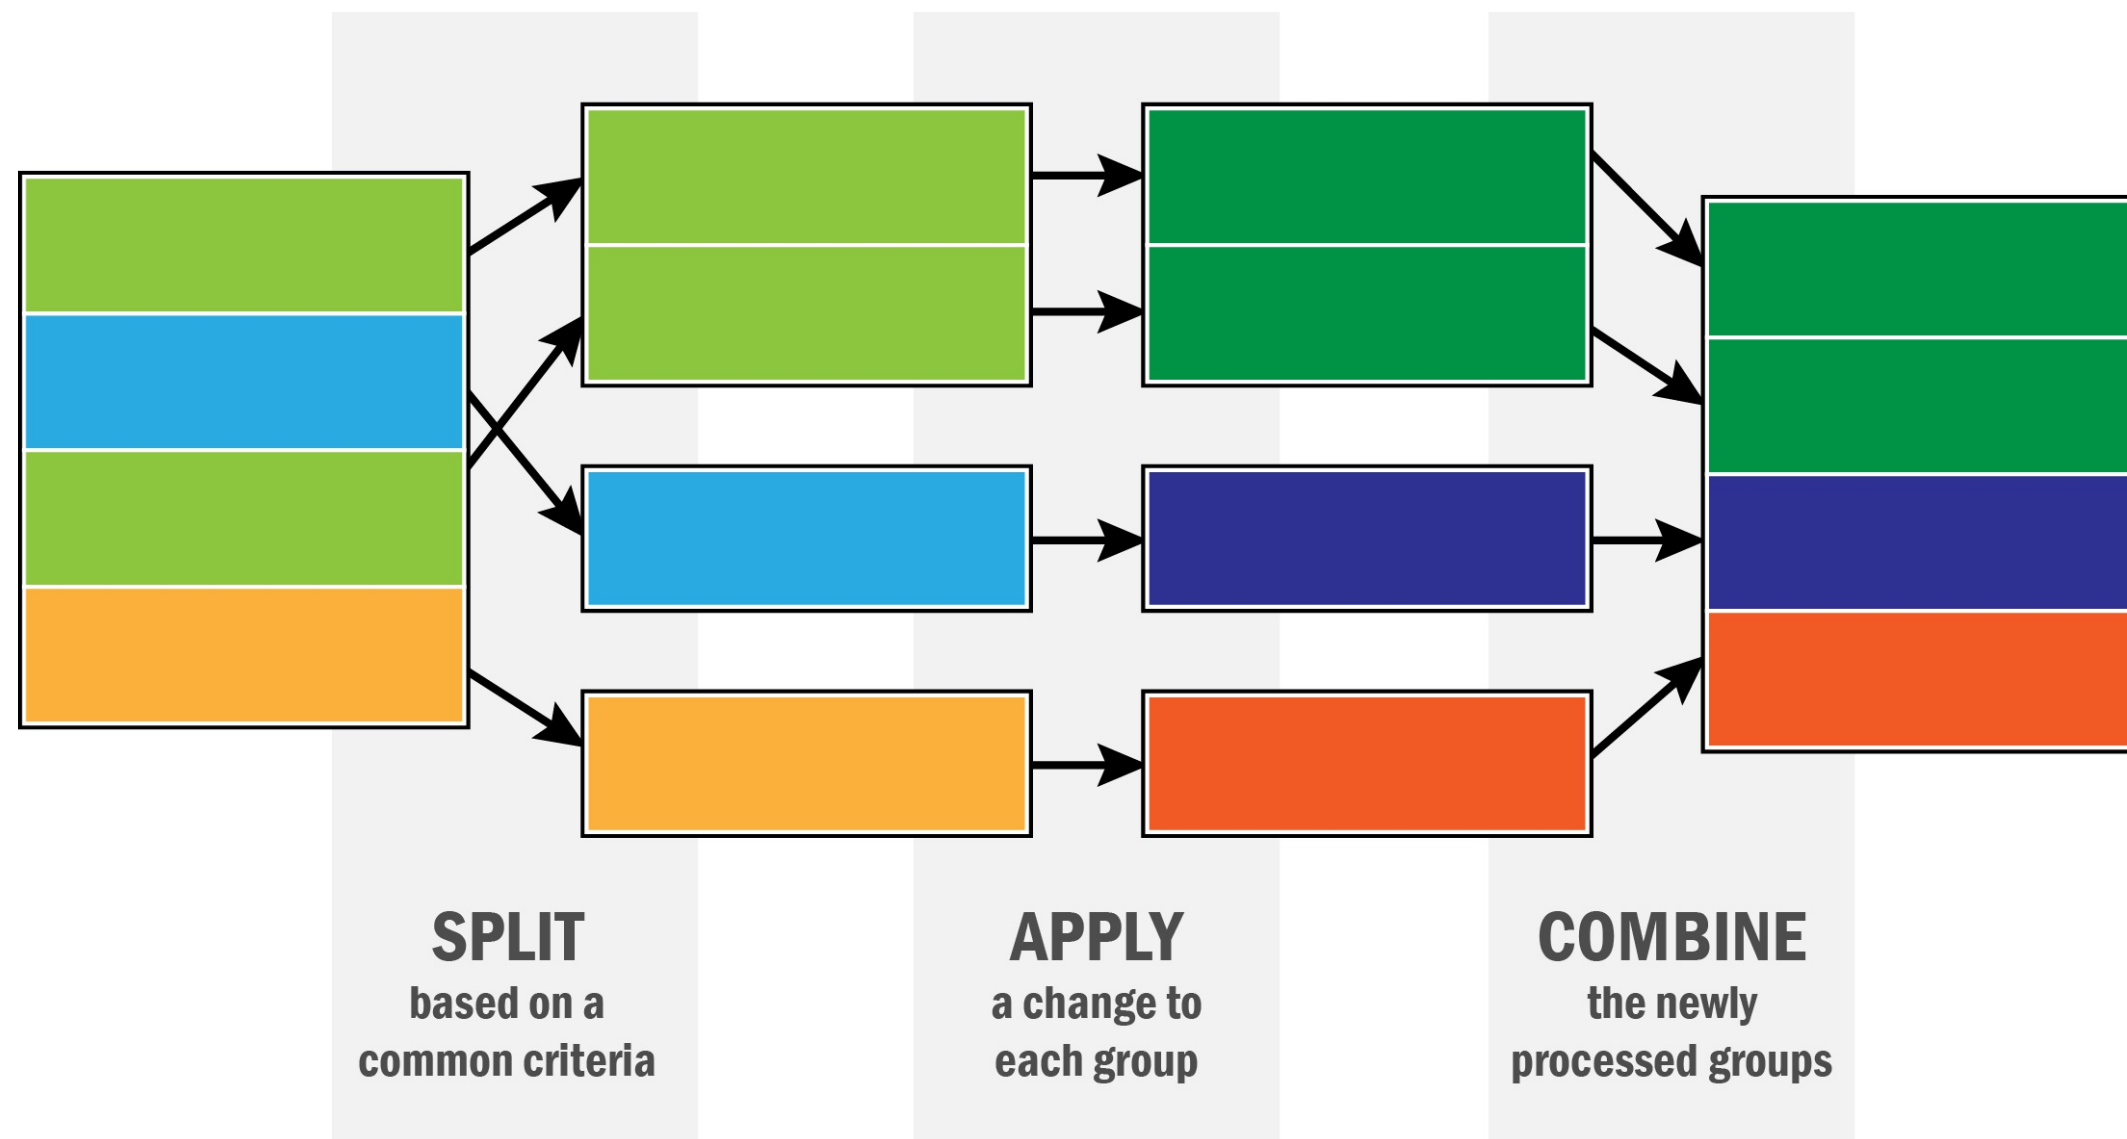 SPLIT
based on a
common criteria
APPLY
a change to
each group
COMBINE
the newly
processed groups